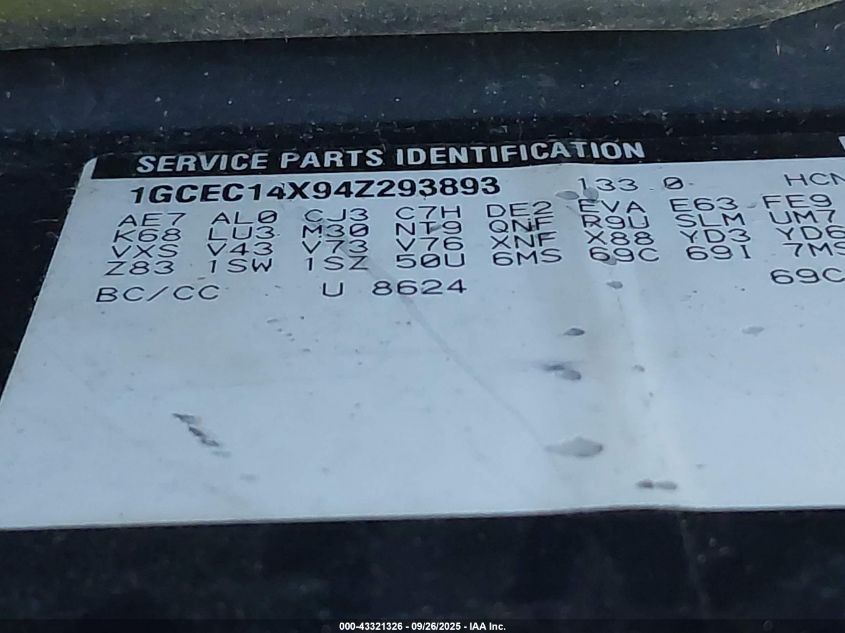 SERVICE PARTS IDENTIFICATION
1GCEC14X94Z293893 133.0 HCN
AE7 AL0 CJ3 C7H DE2 EVA E63 FE9
K68 LU3 M30 NT9 QNF R9U SLM UM7
VXS V43 V73 V76 XNF X88 YD3 YD6
Z83 1SW 1SZ 50U 6MS 69C 69I 7MS
BC/CC U 8624 69C
000-43321326 - 09/26/2025 - IAA Inc.